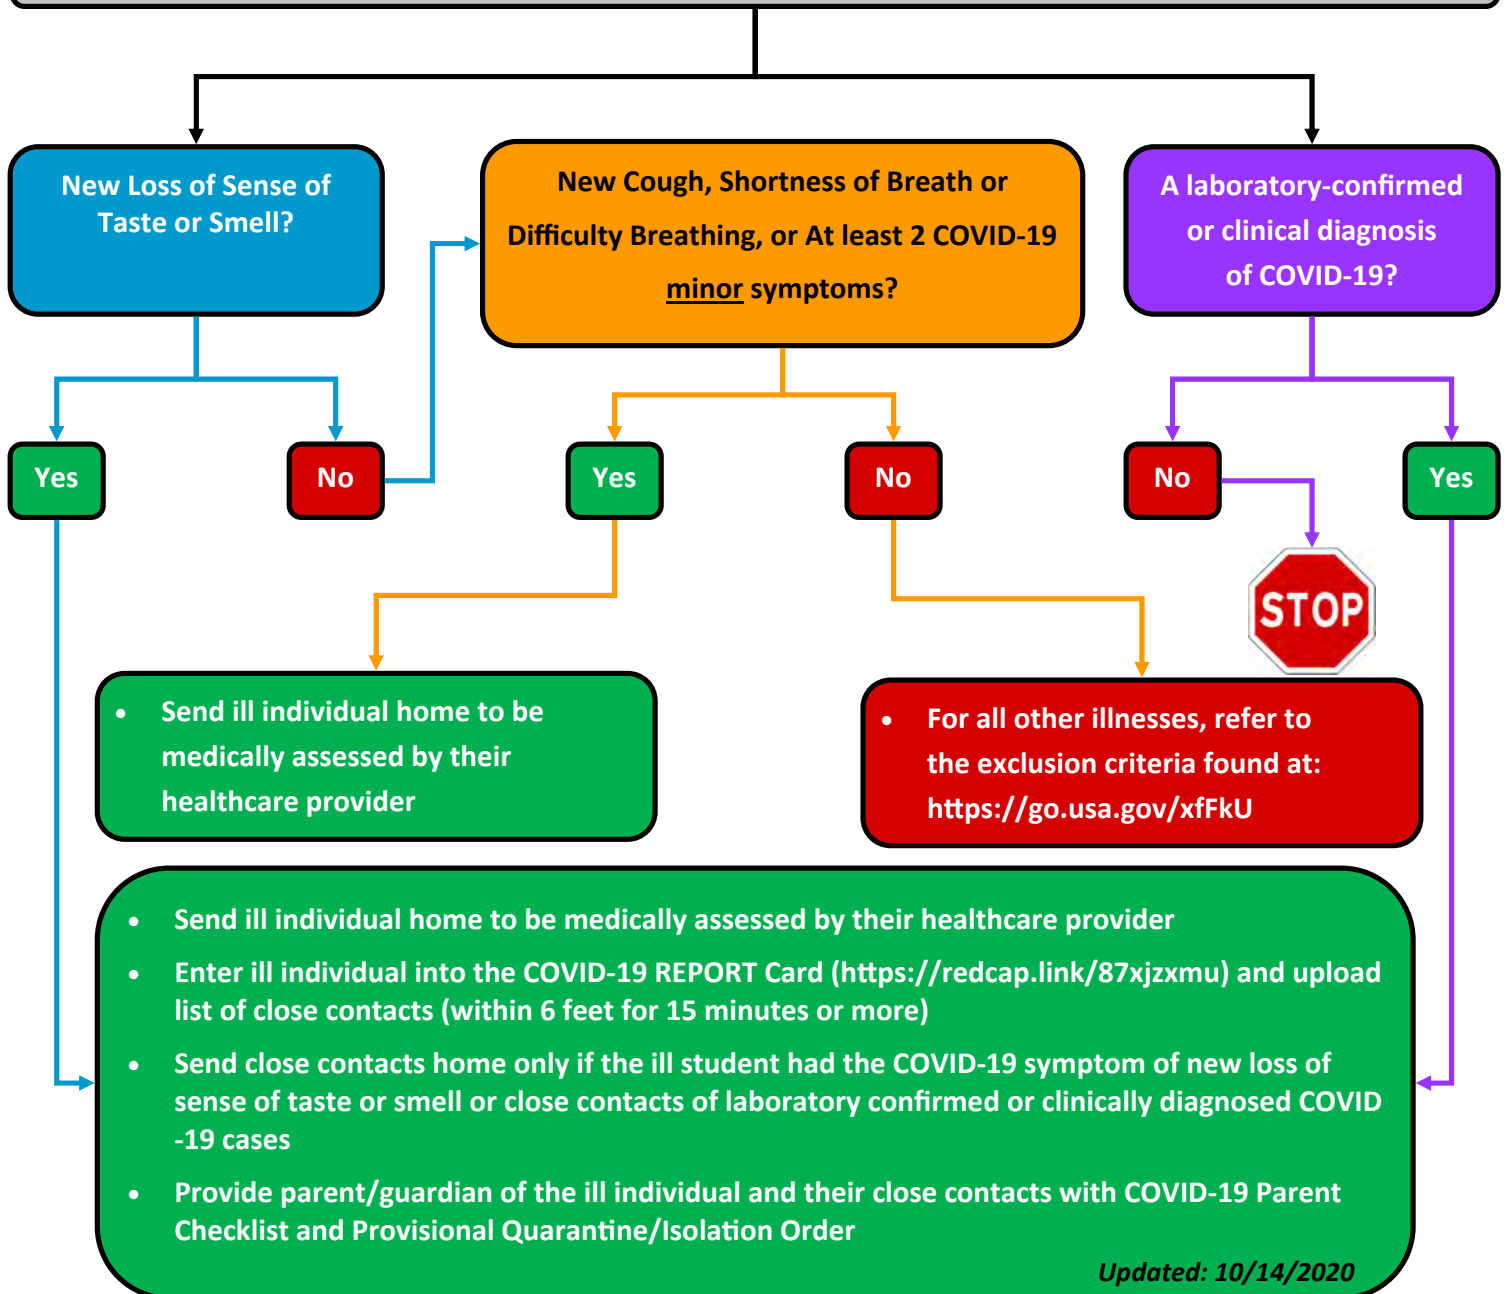 New Loss of Sense of
Taste or Smell?
New Cough, Shortness of Breath or
Difficulty Breathing, or At least 2 COVID-19
minor symptoms?
A laboratory-confirmed
or clinical diagnosis
of COVID-19?
Yes
No
Yes
No
No
Yes
STOP
• Send ill individual home to be
medically assessed by their
healthcare provider
• For all other illnesses, refer to
the exclusion criteria found at:
https://go.usa.gov/xfFkU
• Send ill individual home to be medically assessed by their healthcare provider
• Enter ill individual into the COVID-19 REPORT Card (https://redcap.link/87xjzxmu) and upload
list of close contacts (within 6 feet for 15 minutes or more)
• Send close contacts home only if the ill student had the COVID-19 symptom of new loss of
sense of taste or smell or close contacts of laboratory confirmed or clinically diagnosed COVID
-19 cases
• Provide parent/guardian of the ill individual and their close contacts with COVID-19 Parent
Checklist and Provisional Quarantine/Isolation Order
Updated: 10/14/2020